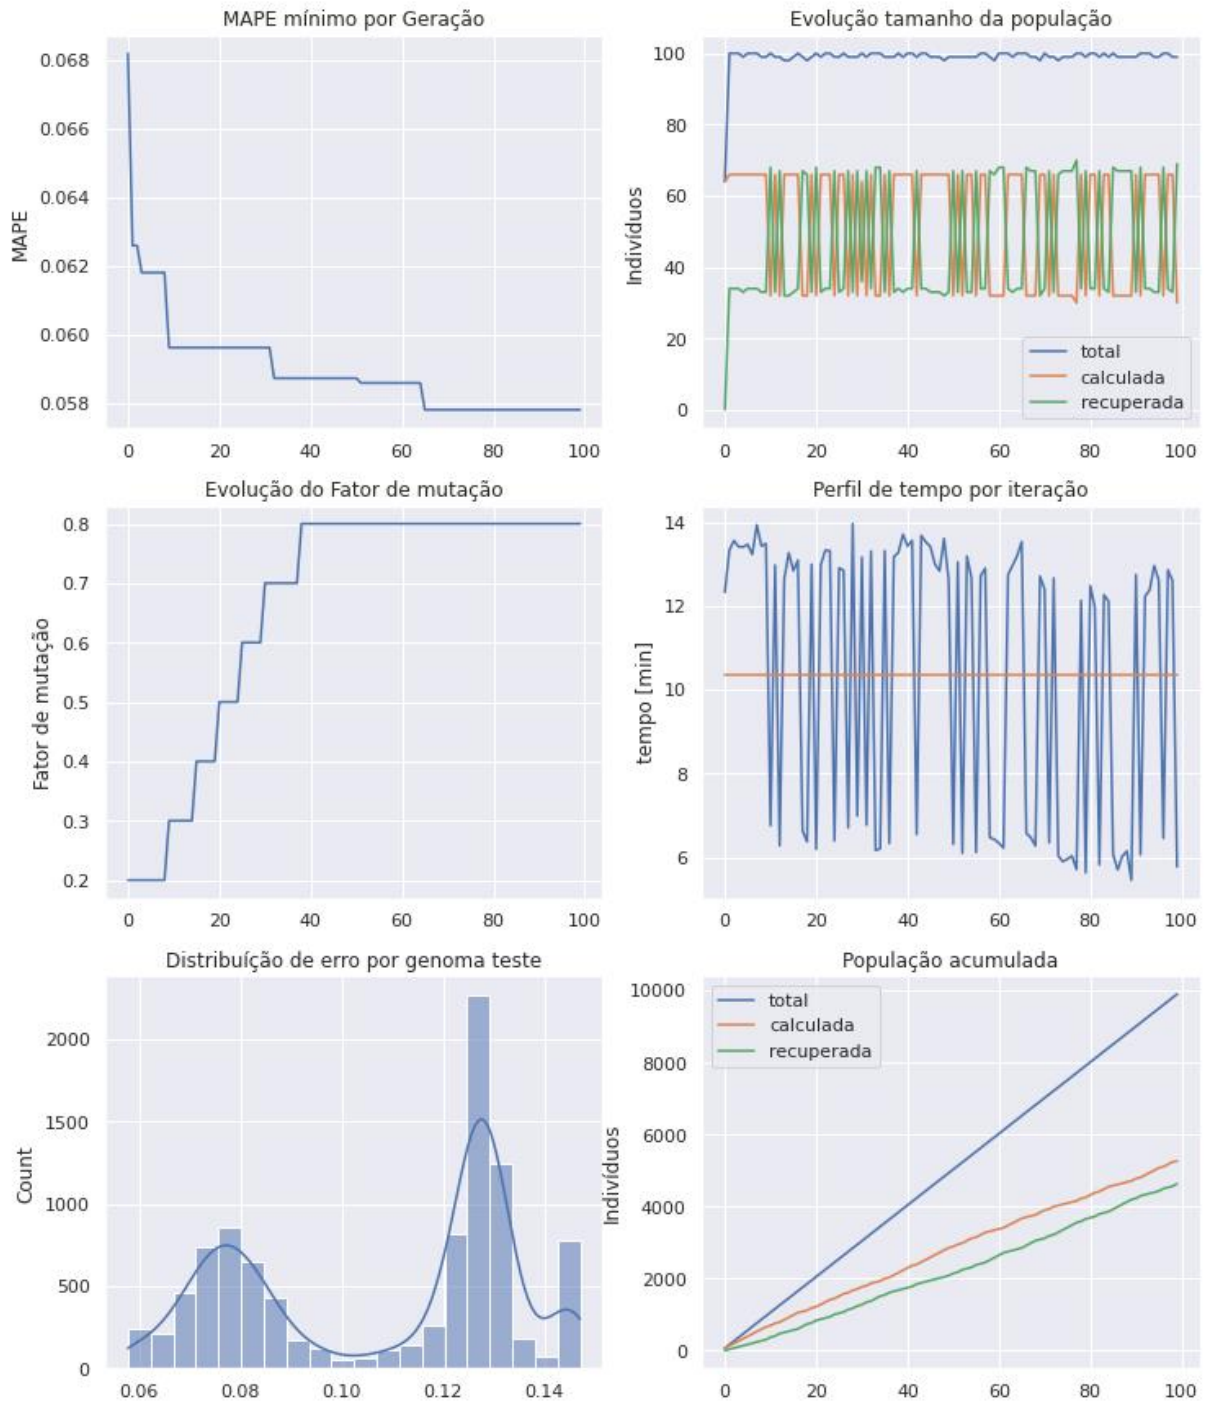 MAPE mínimo por Geração
MAPE
0.068
0.066
0.064
0.062
0.060
0.058
0 20 40 60 80 100
Evolução tamanho da população
Indivíduos
100
80
60
40
20
0
total
calculada
recuperada
0 20 40 60 80 100
Evolução do Fator de mutação
Fator de mutação
0.8
0.7
0.6
0.5
0.4
0.3
0.2
0 20 40 60 80 100
Perfil de tempo por iteração
tempo [min]
14
12
10
8
6
0 20 40 60 80 100
Distribuíção de erro por genoma teste
Count
2000
1500
1000
500
0
0.06 0.08 0.10 0.12 0.14
População acumulada
Indivíduos
10000
8000
6000
4000
2000
0
total
calculada
recuperada
0 20 40 60 80 100